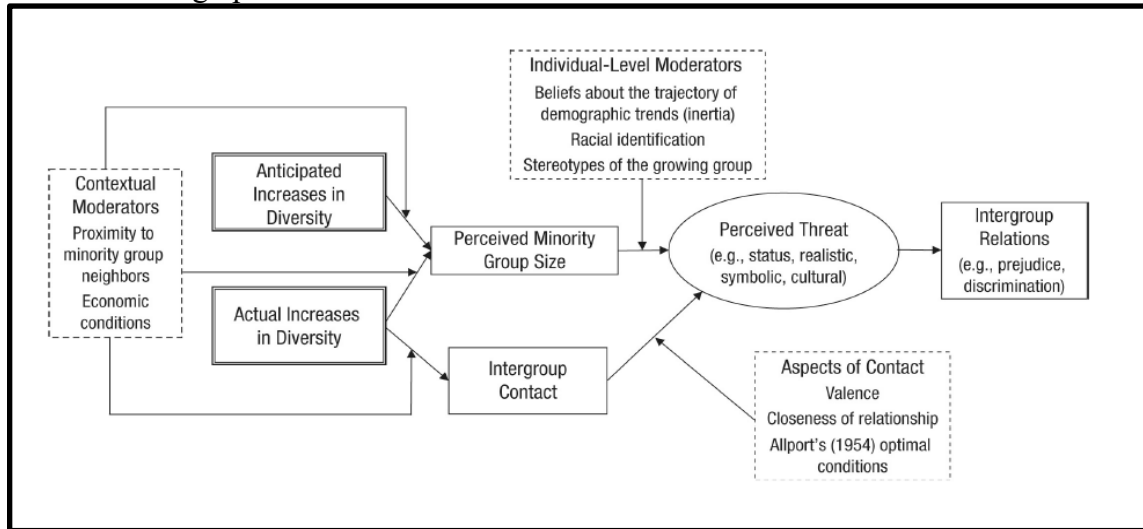 Contextual
Moderators
Proximity to
minority group
neighbors
Economic
conditions
Anticipated
Increases in
Diversity
Actual Increases
in Diversity
Perceived Minority
Group Size
Intergroup
Contact
Individual-Level Moderators
Beliefs about the trajectory of
demographic trends (inertia)
Racial identification
Stereotypes of the growing group
Perceived Threat
(e.g., status, realistic,
symbolic, cultural)
Intergroup
Relations
(e.g., prejudice,
discrimination)
Aspects of Contact
Valence
Closeness of relationship
Allport's (1954) optimal
conditions